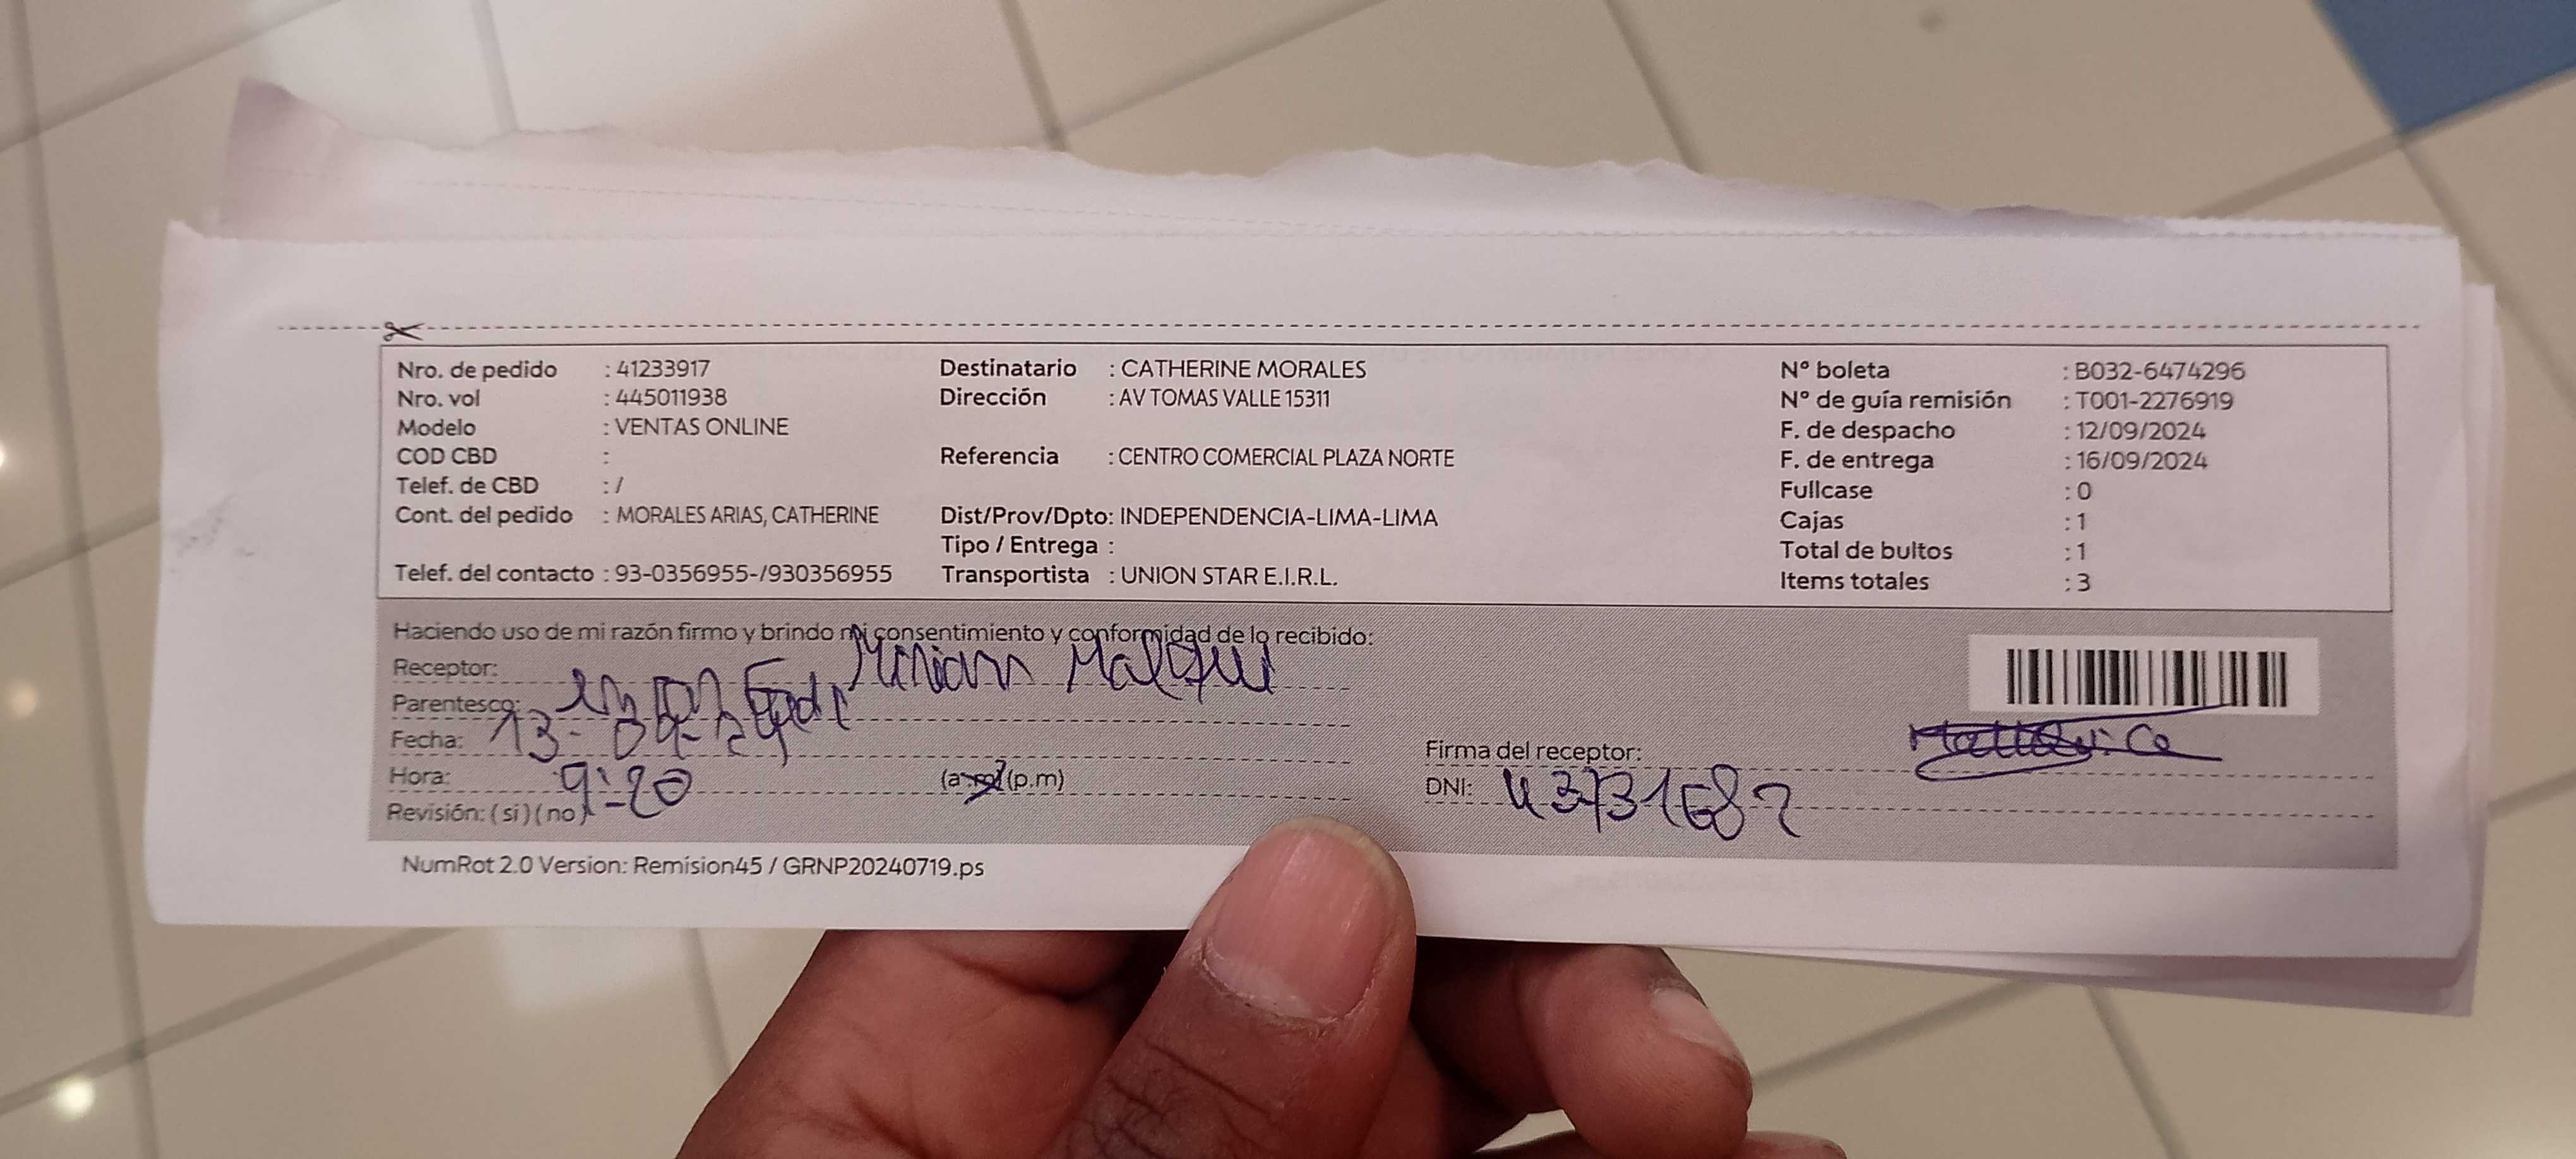 Nro. de pedido : 41233917
Nro. vol : 445011938
Modelo : VENTAS ONLINE
COD CBD :
Telef. de CBD : /
Cont. del pedido : MORALES ARIAS, CATHERINE
Telef. del contacto : 93-0356955-/930356955
Destinatario : CATHERINE MORALES
Dirección : AV TOMAS VALLE 15311
Referencia : CENTRO COMERCIAL PLAZA NORTE
Dist/Prov/Dpto: INDEPENDENCIA-LIMA-LIMA
Tipo / Entrega :
Transportista : UNION STAR E.I.R.L.
Nº boleta : B032-6474296
Nº de guía remisión : T001-2276919
F. de despacho : 12/09/2024
F. de entrega : 16/09/2024
Fullcase : 0
Cajas : 1
Total de bultos : 1
Items totales : 3
Haciendo uso de mi razón firmo y brindo mi consentimiento y conformidad de lo recibido:
Receptor: Miriam Mallqui
Parentesco:
Fecha: 13-09-24
Hora: 9:20 (a.m) (p.m)
Revisión: (si) (no)
Firma del receptor:
DNI: 43731682
NumRot 2.0 Version: Remision45 / GRNP20240719.ps